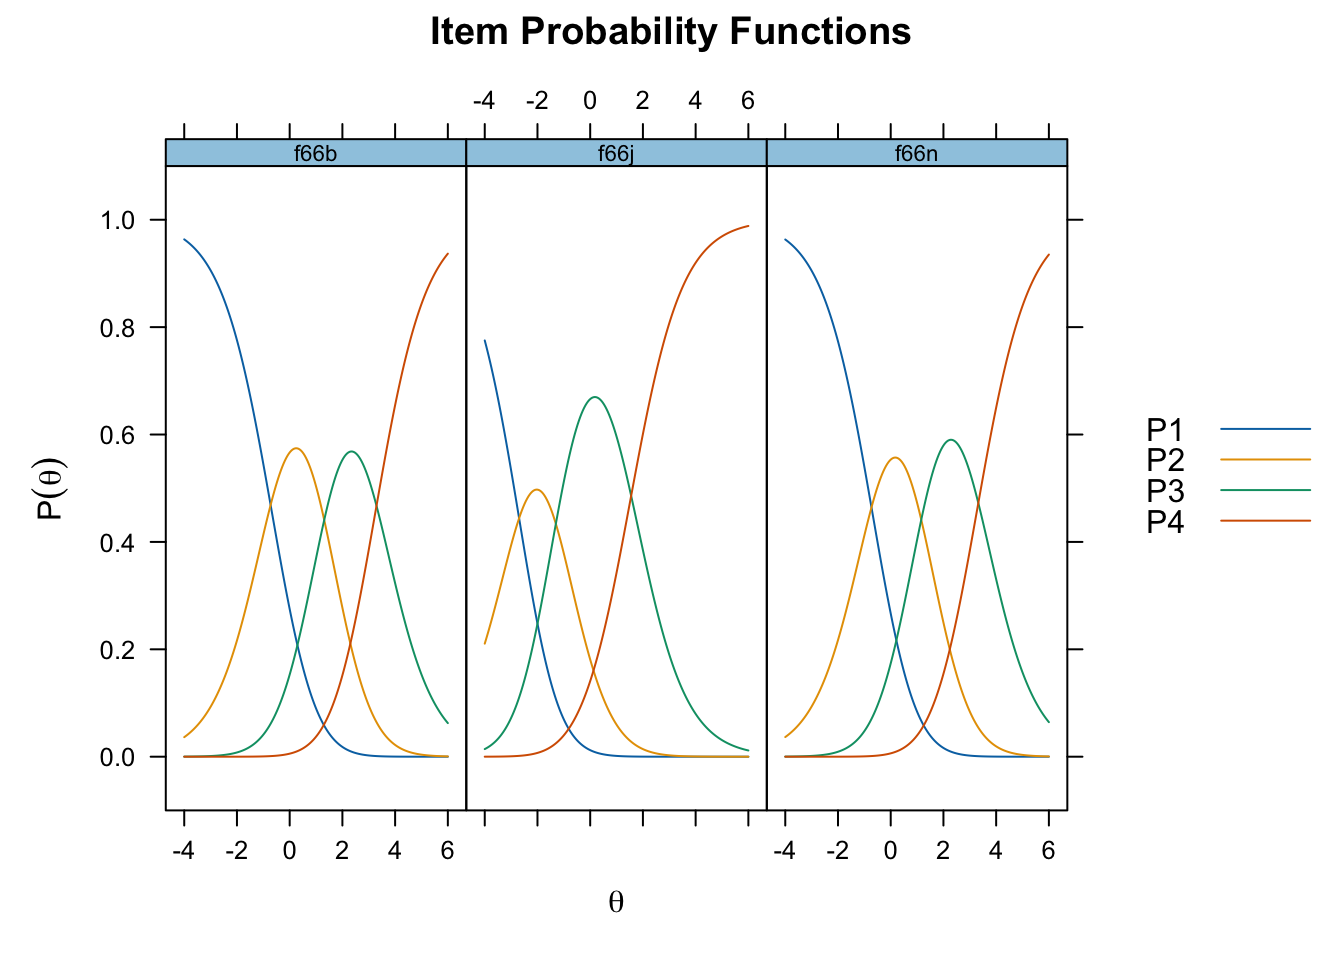 Item Probability Functions
-4 -2 0 2 4 6
f66b f66j f66n
1.0
0.8
0.6
0.4
0.2
0.0
P(θ)
-4 -2 0 2 4 6 -4 -2 0 2 4 6
θ
P1
P2
P3
P4